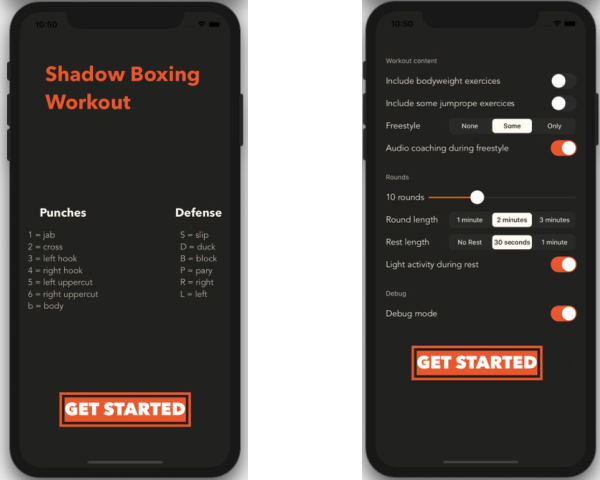 10:50
Shadow Boxing
Workout
Punches
1 = jab
2 = cross
3 = left hook
4 = right hook
5 = left uppercut
6 = right uppercut
b = body
Defense
S = slip
D = duck
B = block
P = pary
R = right
L = left
GET STARTED
10:50
Workout content
Include bodyweight exercices
Include some jumprope exercices
Freestyle None Some Only
Audio coaching during freestyle
Rounds
10 rounds
Round length 1 minute 2 minutes 3 minutes
Rest length No Rest 30 seconds 1 minute
Light activity during rest
Debug
Debug mode
GET STARTED